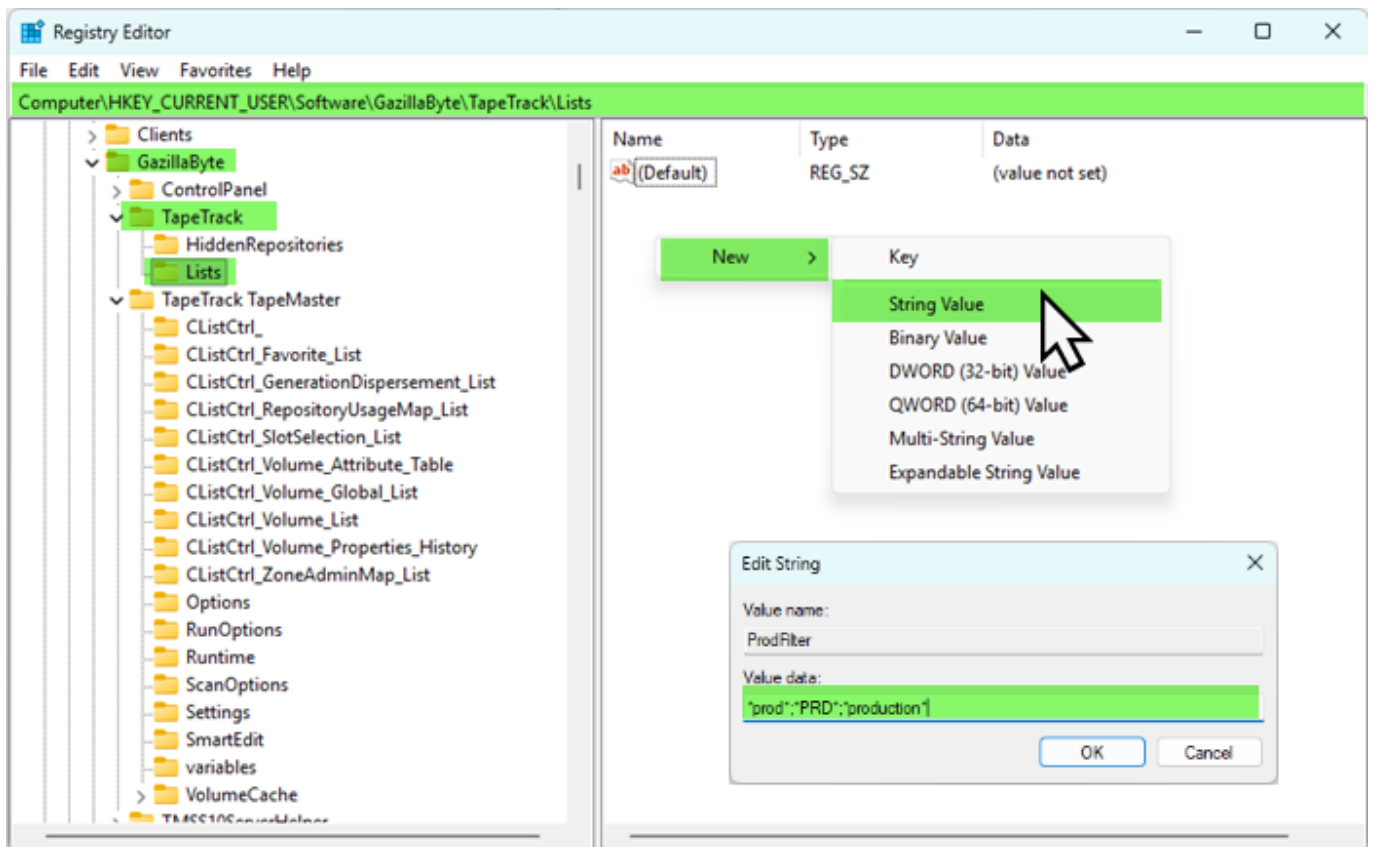 Registry Editor
File Edit View Favorites Help
Computer\HKEY_CURRENT_USER\Software\GazillaByte\TapeTrack\Lists
Clients
GazillaByte
ControlPanel
TapeTrack
HiddenRepositories
Lists
TapeTrack TapeMaster
CListCtrl_
CListCtrl_Favorite_List
CListCtrl_GenerationDispersement_List
CListCtrl_RepositoryUsageMap_List
CListCtrl_SlotSelection_List
CListCtrl_Volume_Attribute_Table
CListCtrl_Volume_Global_List
CListCtrl_Volume_List
CListCtrl_Volume_Properties_History
CListCtrl_ZoneAdminMap_List
Options
RunOptions
Runtime
ScanOptions
Settings
SmartEdit
variables
VolumeCache
TMSS10ServerHelper
Name Type Data
ab (Default) REG_SZ (value not set)
New
Key
String Value
Binary Value
DWORD (32-bit) Value
QWORD (64-bit) Value
Multi-String Value
Expandable String Value
Edit String
Value name:
ProdFilter
Value data:
*prod*;*PRD*;*production*
OK Cancel